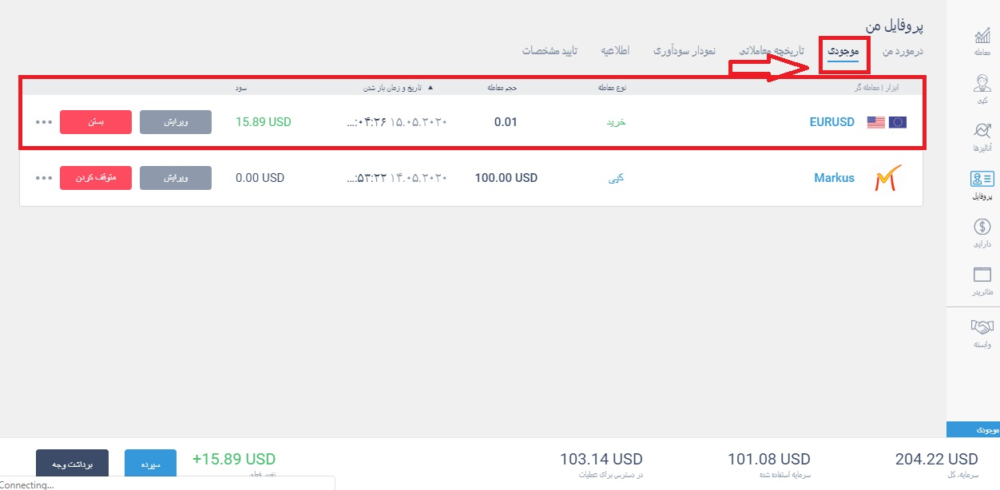 پروفایل من
درمورد من
موجودی
تاریخچه معاملاتی
نمودار سودآوری
اطلاعیه
تایید مشخصات
ابزار | معامله گر
نوع معامله
حجم معامله
▲ تاریخ و زمان باز شدن
سود
EURUSD
خرید
0.01
۱۵.۰۵.۲۰۲۰ ۰۴:۲۶:...
15.89 USD
ویرایش
بستن
Markus
کپی
100.00 USD
۱۴.۰۵.۲۰۲۰ ۵۳:۲۲:...
0.00 USD
ویرایش
متوقف کردن
معامله
کپی
آنالیزها
پروفایل
دارایی
متاتریدر
وابسته
موجودی
204.22 USD
سرمایه. کل
101.08 USD
سرمایه استفاده شده
103.14 USD
در دسترس برای عملیات
+15.89 USD
سپرده
برداشت وجه
Connecting...